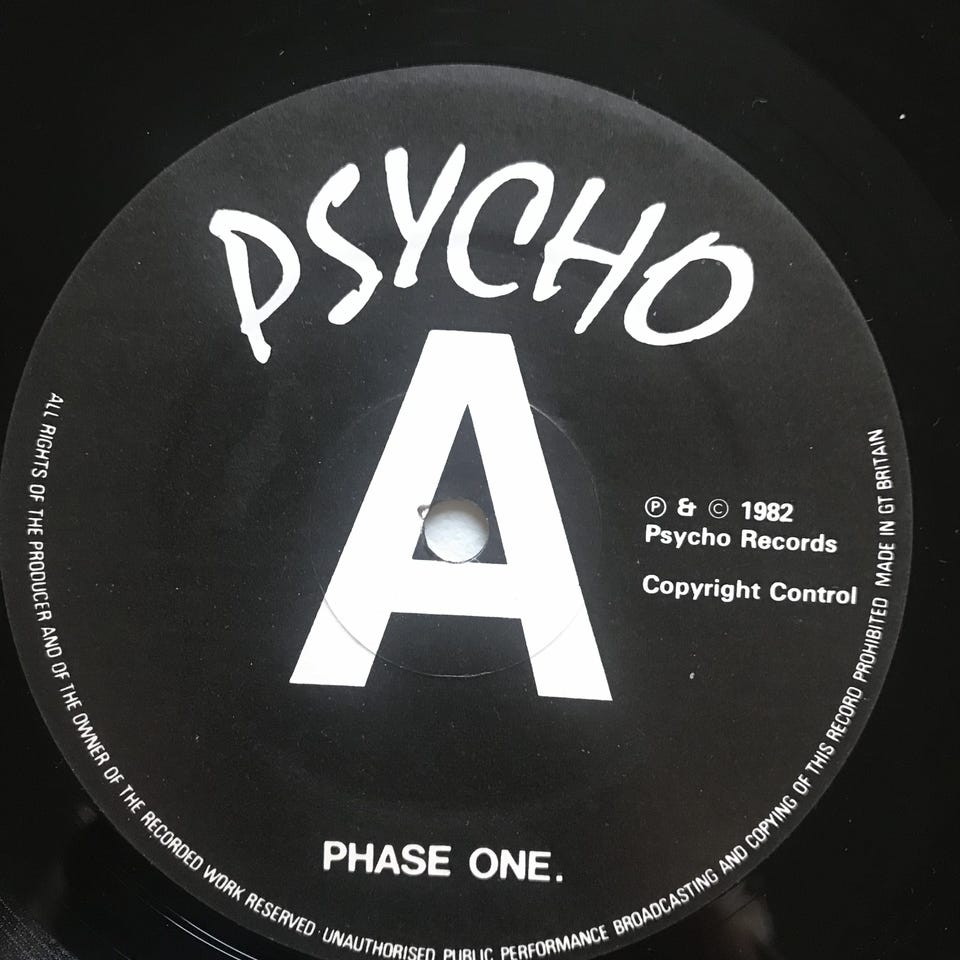 PSYCHO
A
Ⓟ & © 1982
Psycho Records
Copyright Control
PHASE ONE.
ALL RIGHTS OF THE PRODUCER AND OF THE OWNER OF THE RECORDED WORK RESERVED · UNAUTHORISED PUBLIC PERFORMANCE BROADCASTING AND COPYING OF THIS RECORD PROHIBITED MADE IN GT BRITAIN